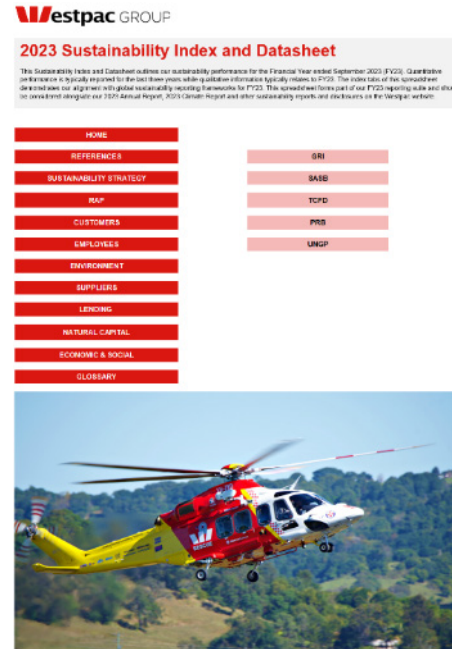 Westpac GROUP
2023 Sustainability Index and Datasheet
This Sustainability Index and Datasheet outlines our sustainability performance for the Financial Year ended September 2023 (FY23). Quantitative
performance is typically reported for the last three years while qualitative information typically relates to FY23. The index tabs of this spreadsheet
demonstrates our alignment with global sustainability reporting frameworks for FY23. This spreadsheet forms part of our FY23 reporting suite and shou
be considered alongside our 2023 Annual Report, 2023 Climate Report and other sustainability reports and disclosures on the Westpac website.
HOME
REFERENCES GRI
SUSTAINABILITY STRATEGY SASB
MAP TCFD
CUSTOMERS PRB
EMPLOYEES UNGP
ENVIRONMENT
SUPPLIERS
LENDING
NATURAL CAPITAL
ECONOMIC & SOCIAL
GLOSSARY